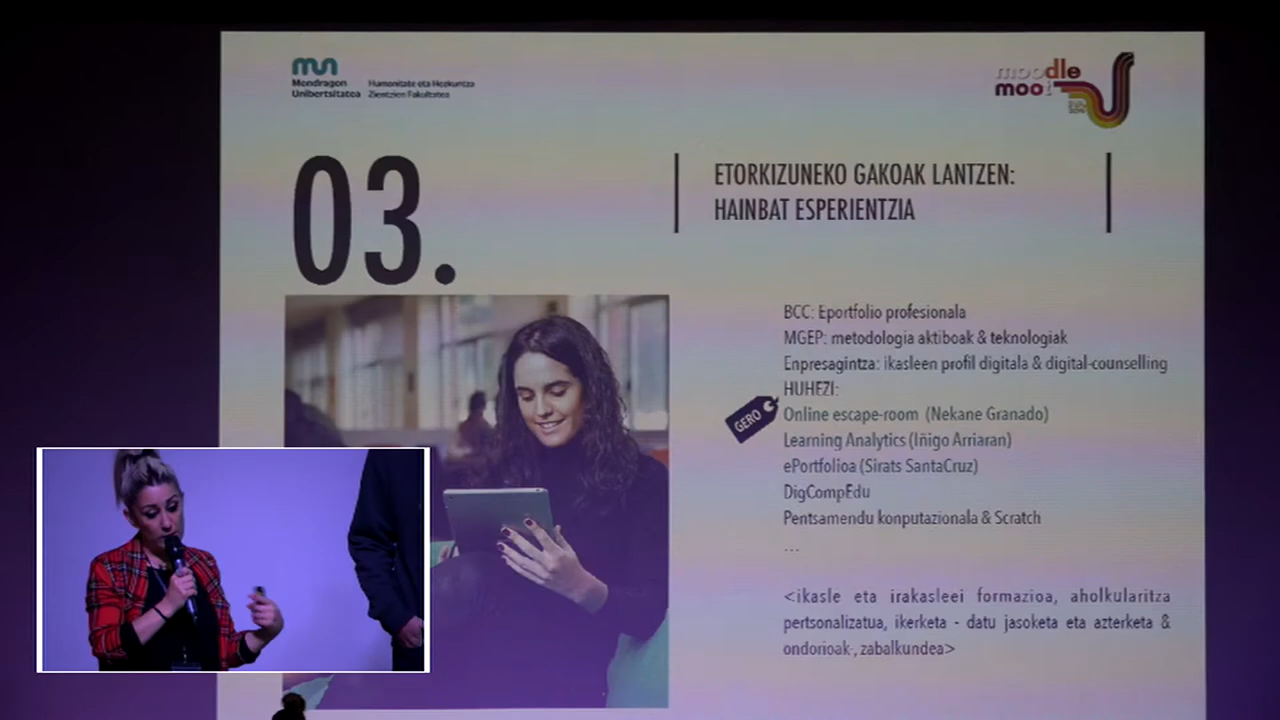 Mondragon
Unibertsitatea
Humanitate eta Hezkuntza
Zientzien Fakultatea
moodle
moot
03.
ETORKIZUNEKO GAKOAK LANTZEN:
HAINBAT ESPERIENTZIA
BCC: Eportfolio profesionala
MGEP: metodologia aktiboak & teknologiak
Enpresagintza: ikasleen profil digitala & digital-counselling
HUHEZI:
GERO
Online escape-room (Nekane Granado)
Learning Analytics (Iñigo Arriaran)
ePortfolioa (Sirats SantaCruz)
DigCompEdu
Pentsamendu konputazionala & Scratch
...
<ikasle eta irakasleei formazioa, aholkularitza
pertsonalizatua, ikerketa - datu jasoketa eta azterketa &
ondorioak-, zabalkundea>